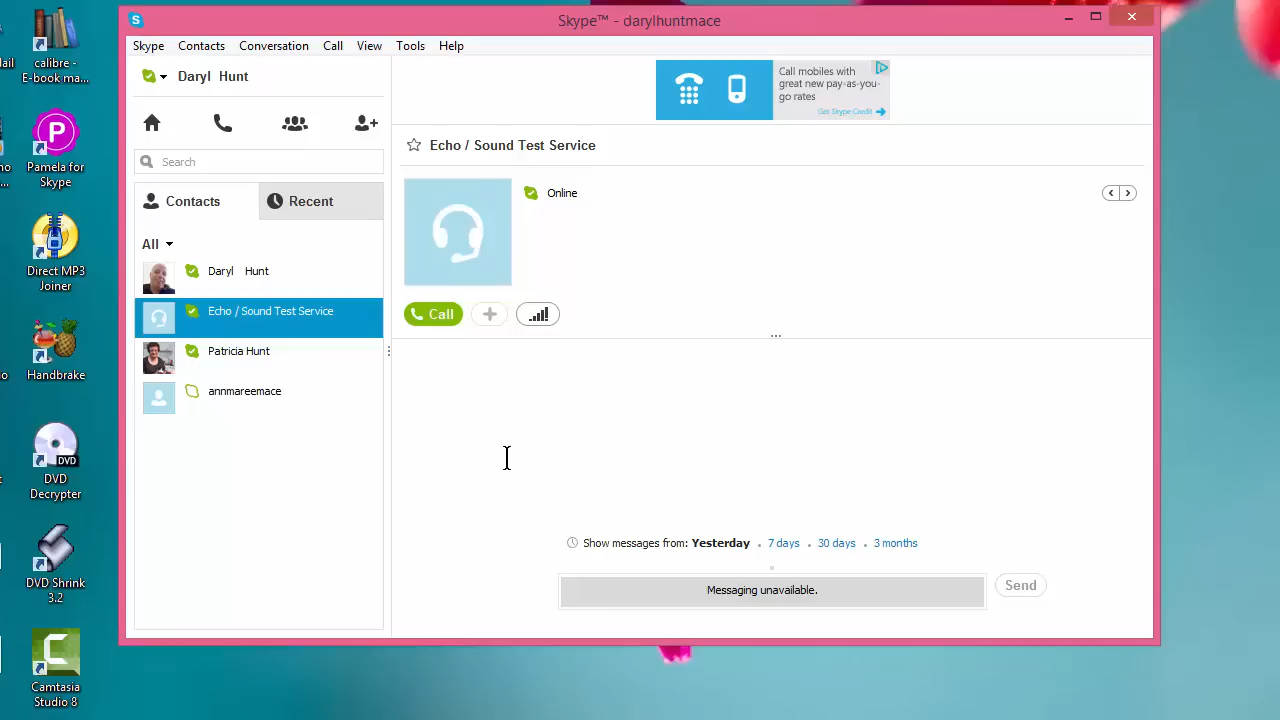 Skype™ - darylhuntmace
Skype Contacts Conversation Call View Tools Help
Daryl Hunt
Search
Contacts
Recent
All
Daryl Hunt
Echo / Sound Test Service
Patricia Hunt
annmareemace
Call mobiles with
great new pay-as-you-
go rates
Get Skype Credit
Echo / Sound Test Service
Online
Call
Show messages from: Yesterday . 7 days . 30 days . 3 months
Messaging unavailable.
Send
calibre -
E-book ma...
P
Pamela for
Skype
Direct MP3
Joiner
Handbrake
DVD
DVD
Decrypter
DVD Shrink
3.2
C
Camtasia
Studio 8